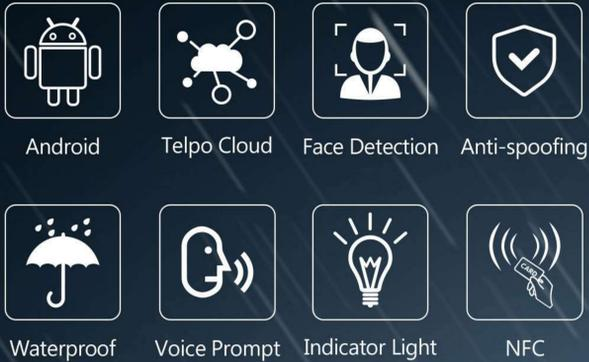 Android
Telpo Cloud
Face Detection
Anti-spoofing
CARD
Waterproof
Voice Prompt
Indicator Light
NFC